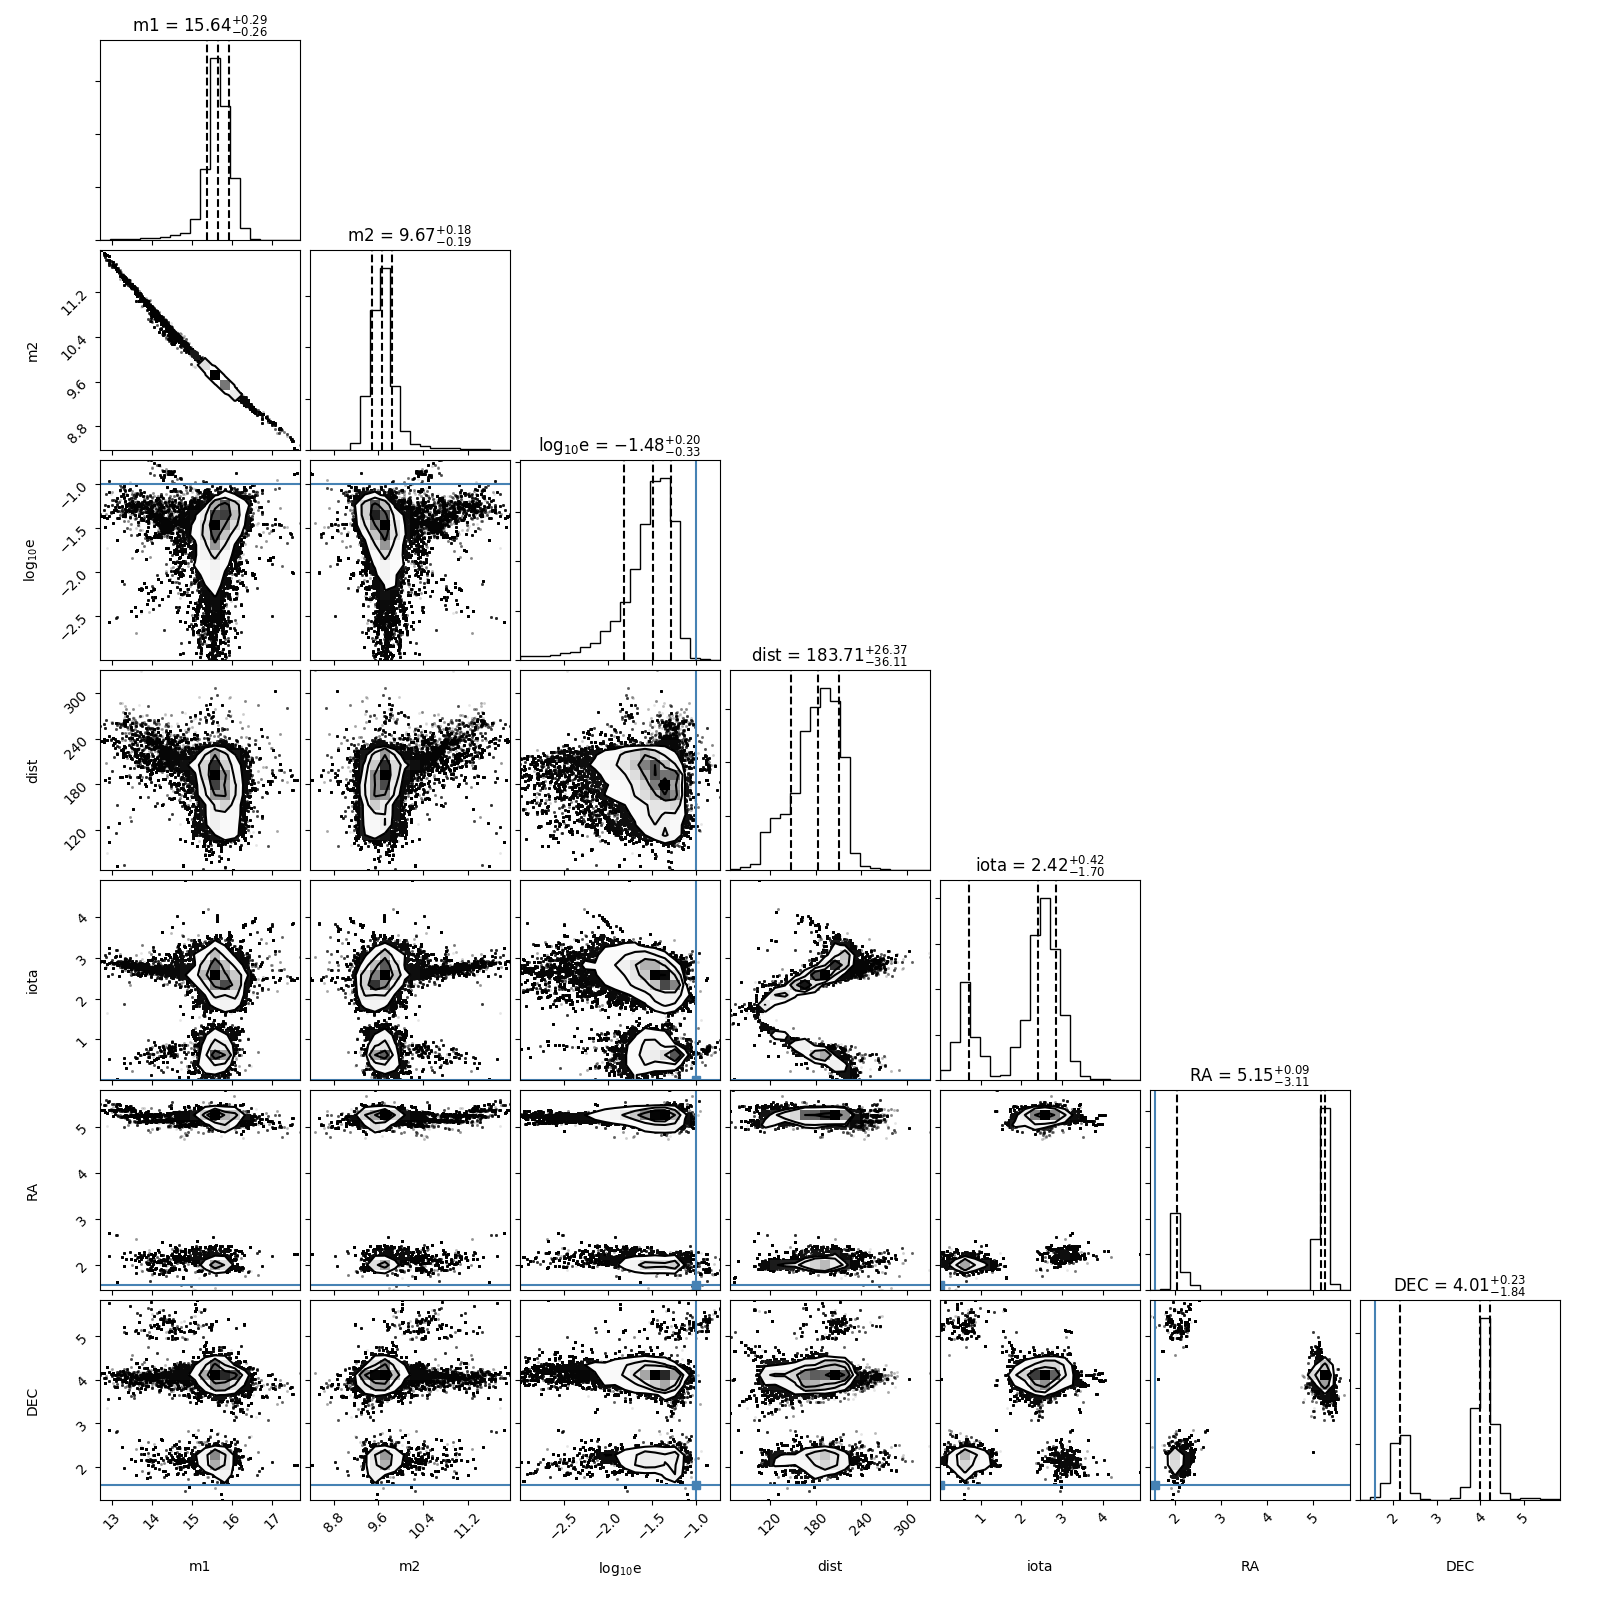 m1 = 15.64+0.29−0.26
m2 = 9.67+0.18−0.19
m2
11.2
10.4
9.6
8.8
log10e = −1.48+0.20−0.33
log10e
−1.0
−1.5
−2.0
−2.5
dist = 183.71+26.37−36.11
dist
300
240
180
120
iota = 2.42+0.42−1.70
iota
4
3
2
1
RA = 5.15+0.09−3.11
RA
5
4
3
2
DEC = 4.01+0.23−1.84
DEC
5
4
3
2
13 14 15 16 17 8.8 9.6 10.4 11.2 −2.5 −2.0 −1.5 −1.0 120 180 240 300 1 2 3 4 2 3 4 5 2 3 4 5
m1 m2 log10e dist iota RA DEC